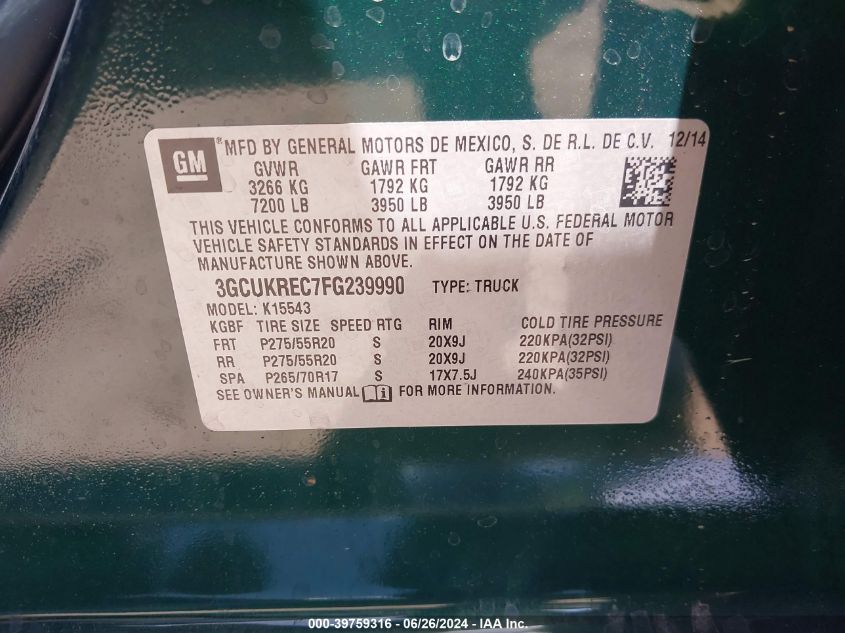 GM
MFD BY GENERAL MOTORS DE MEXICO, S. DE R.L. DE C.V. 12/14
GVWR GAWR FRT GAWR RR
3266 KG 1792 KG 1792 KG
7200 LB 3950 LB 3950 LB
THIS VEHICLE CONFORMS TO ALL APPLICABLE U.S. FEDERAL MOTOR
VEHICLE SAFETY STANDARDS IN EFFECT ON THE DATE OF
MANUFACTURE SHOWN ABOVE.
3GCUKREC7FG239990 TYPE: TRUCK
MODEL: K15543
KGBF TIRE SIZE SPEED RTG RIM COLD TIRE PRESSURE
FRT P275/55R20 S 20X9J 220KPA(32PSI)
RR P275/55R20 S 20X9J 220KPA(32PSI)
SPA P265/70R17 S 17X7.5J 240KPA(35PSI)
SEE OWNER'S MANUAL FOR MORE INFORMATION.
000-39759316 / 06/26/2024 - IAA Inc.